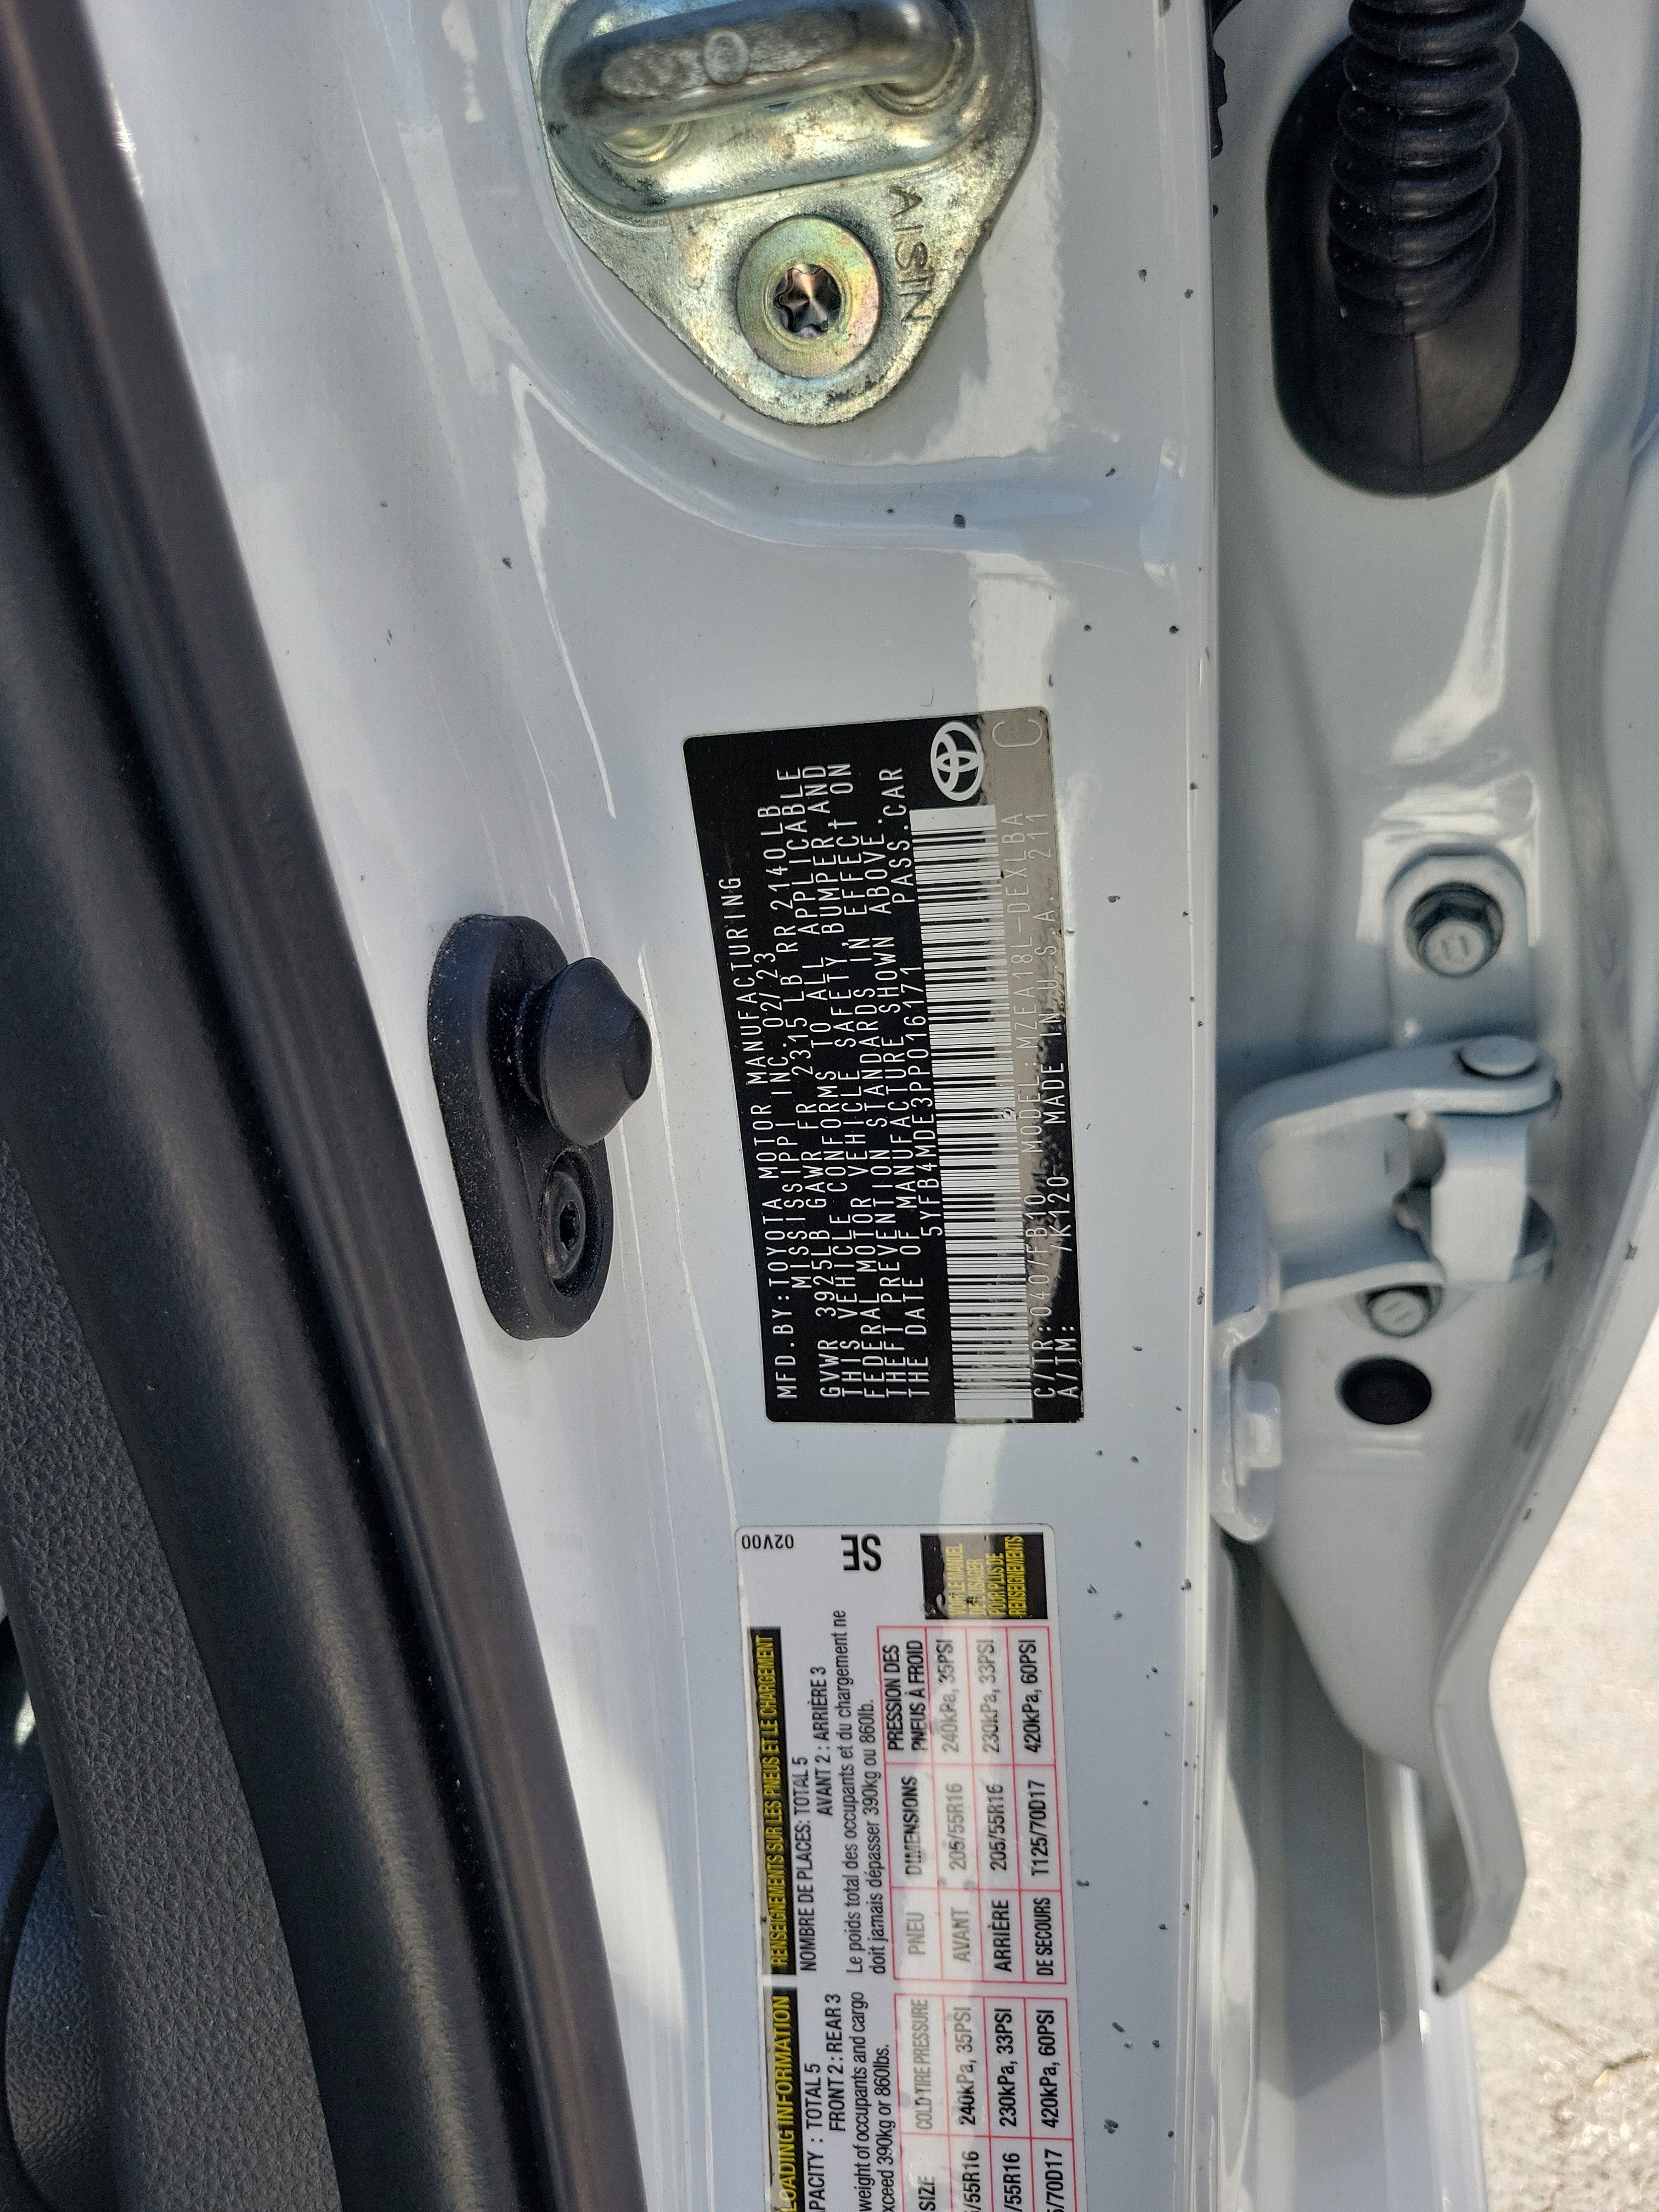 AISIN
MFD.BY:TOYOTA MOTOR MANUFACTURING
MISSISSIPPI INC. 02/23
GVWR 3925LB GAWR FR 2315LB RR 2140LB
THIS VEHICLE CONFORMS TO ALL APPLICABLE
FEDERAL MOTOR VEHICLE SAFETY,BUMPER,AND
THEFT PREVENTION STANDARDS IN EFFECT ON
THE DATE OF MANUFACTURE SHOWN ABOVE.
5YFB4MDE3PP016171 PASS.CAR
C/TR:040/FB10 MODEL:MZEA18L-DEXLBA
A/TM: /K120 MADE IN U.S.A. 211
C
LOADING INFORMATION
PACITY : TOTAL 5
FRONT 2 : REAR 3
weight of occupants and cargo
exceed 390kg or 860lbs.
SIZE COLD TIRE PRESSURE
/55R16 240kPa, 35PSI
/55R16 230kPa, 33PSI
/70D17 420kPa, 60PSI
RENSEIGNEMENTS SUR LES PNEUS ET LE CHARGEMENT
NOMBRE DE PLACES: TOTAL 5
AVANT 2 : ARRIÈRE 3
Le poids total des occupants et du chargement ne
doit jamais dépasser 390kg ou 860lb.
PNEU DIMENSIONS PRESSION DES
PNEUS À FROID
AVANT 205/55R16 240kPa, 35PSI
ARRIÈRE 205/55R16 230kPa, 33PSI
DE SECOURS T125/70D17 420kPa, 60PSI
02V00
SE
VOIR LE MANUEL
DE L'USAGER
POUR PLUS DE
RENSEIGNEMENTS